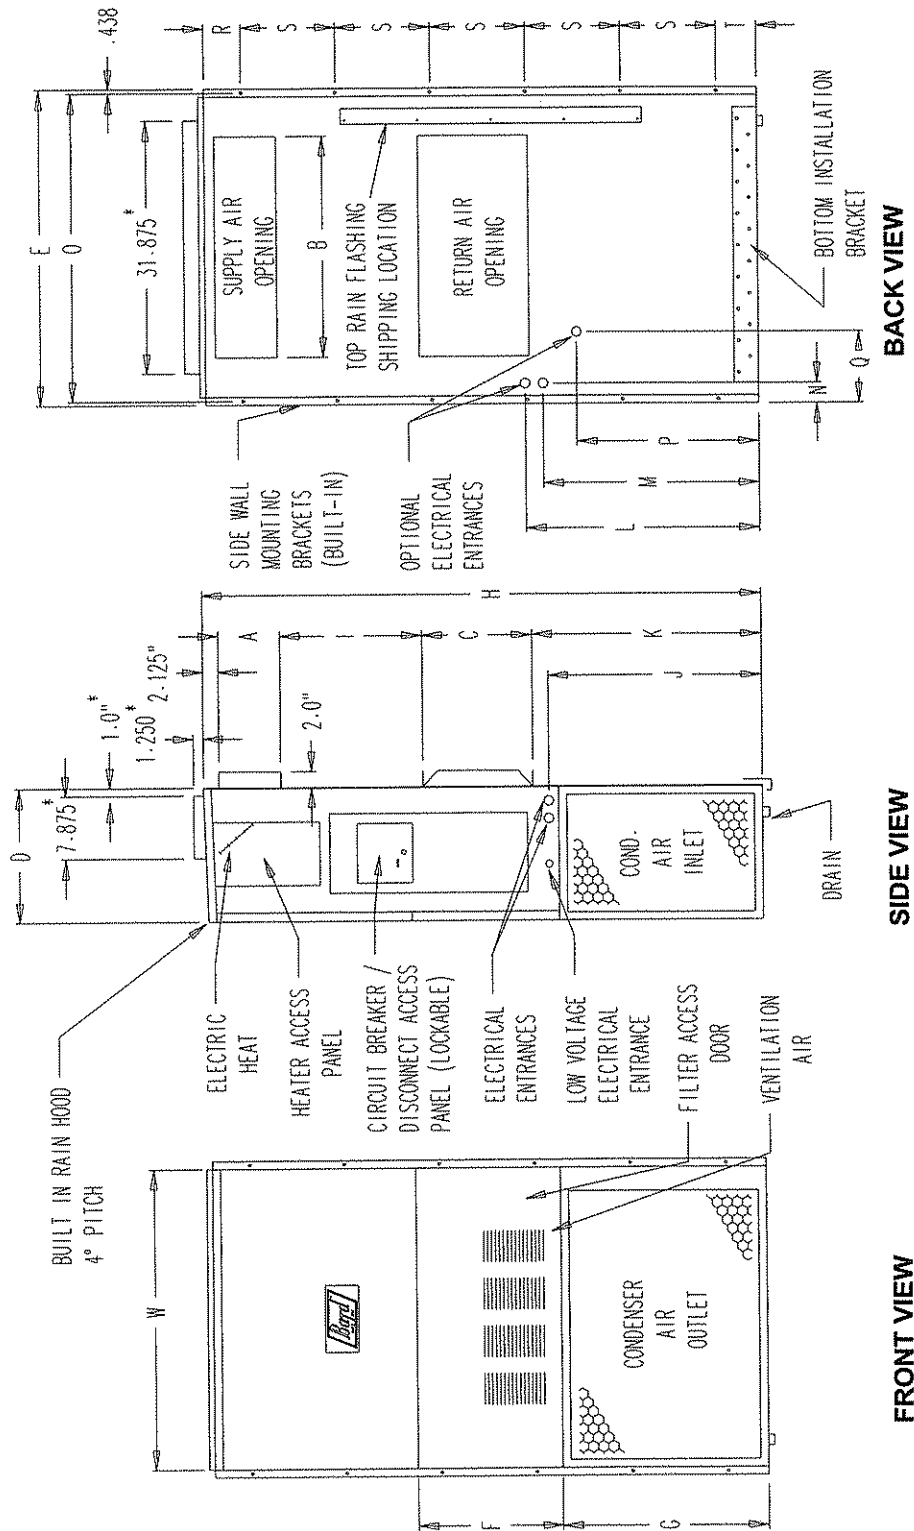 W
BUILT IN RAIN HOOD
4° PITCH
Bard
F
G
CONDENSER
AIR
OUTLET
VENTILATION
AIR
FILTER ACCESS
DOOR
FRONT VIEW
D
7.875*
1.0"*
1.250*
2.125"
A
I
C
K
J
H
2.0"
ELECTRIC
HEAT
HEATER ACCESS
PANEL
CIRCUIT BREAKER /
DISCONNECT ACCESS
PANEL (LOCKABLE)
ELECTRICAL
ENTRANCES
LOW VOLTAGE
ELECTRICAL
ENTRANCE
COND.
AIR
INLET
DRAIN
SIDE VIEW
E
O
31.875*
.438
R
S
S
S
S
S
T
SUPPLY AIR
OPENING
B
TOP RAIN FLASHING
SHIPPING LOCATION
RETURN AIR
OPENING
SIDE WALL
MOUNTING
BRACKETS
(BUILT-IN)
OPTIONAL
ELECTRICAL
ENTRANCES
L
M
P
N
Q
BOTTOM INSTALLATION
BRACKET
BACK VIEW